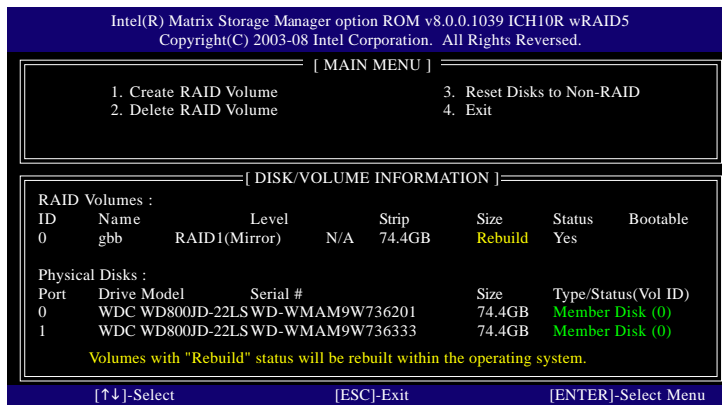 Intel(R) Matrix Storage Manager option ROM v8.0.0.1039 ICH10R wRAID5
Copyright(C) 2003-08 Intel Corporation. All Rights Reversed.
[ MAIN MENU ]
1. Create RAID Volume 3. Reset Disks to Non-RAID
2. Delete RAID Volume 4. Exit
[ DISK/VOLUME INFORMATION ]
RAID Volumes :
ID Name Level Strip Size Status Bootable
0 gbb RAID1(Mirror) N/A 74.4GB Rebuild Yes
Physical Disks :
Port Drive Model Serial # Size Type/Status(Vol ID)
0 WDC WD800JD-22LS WD-WMAM9W736201 74.4GB Member Disk (0)
1 WDC WD800JD-22LS WD-WMAM9W736333 74.4GB Member Disk (0)
Volumes with "Rebuild" status will be rebuilt within the operating system.
[↑↓]-Select [ESC]-Exit [ENTER]-Select Menu